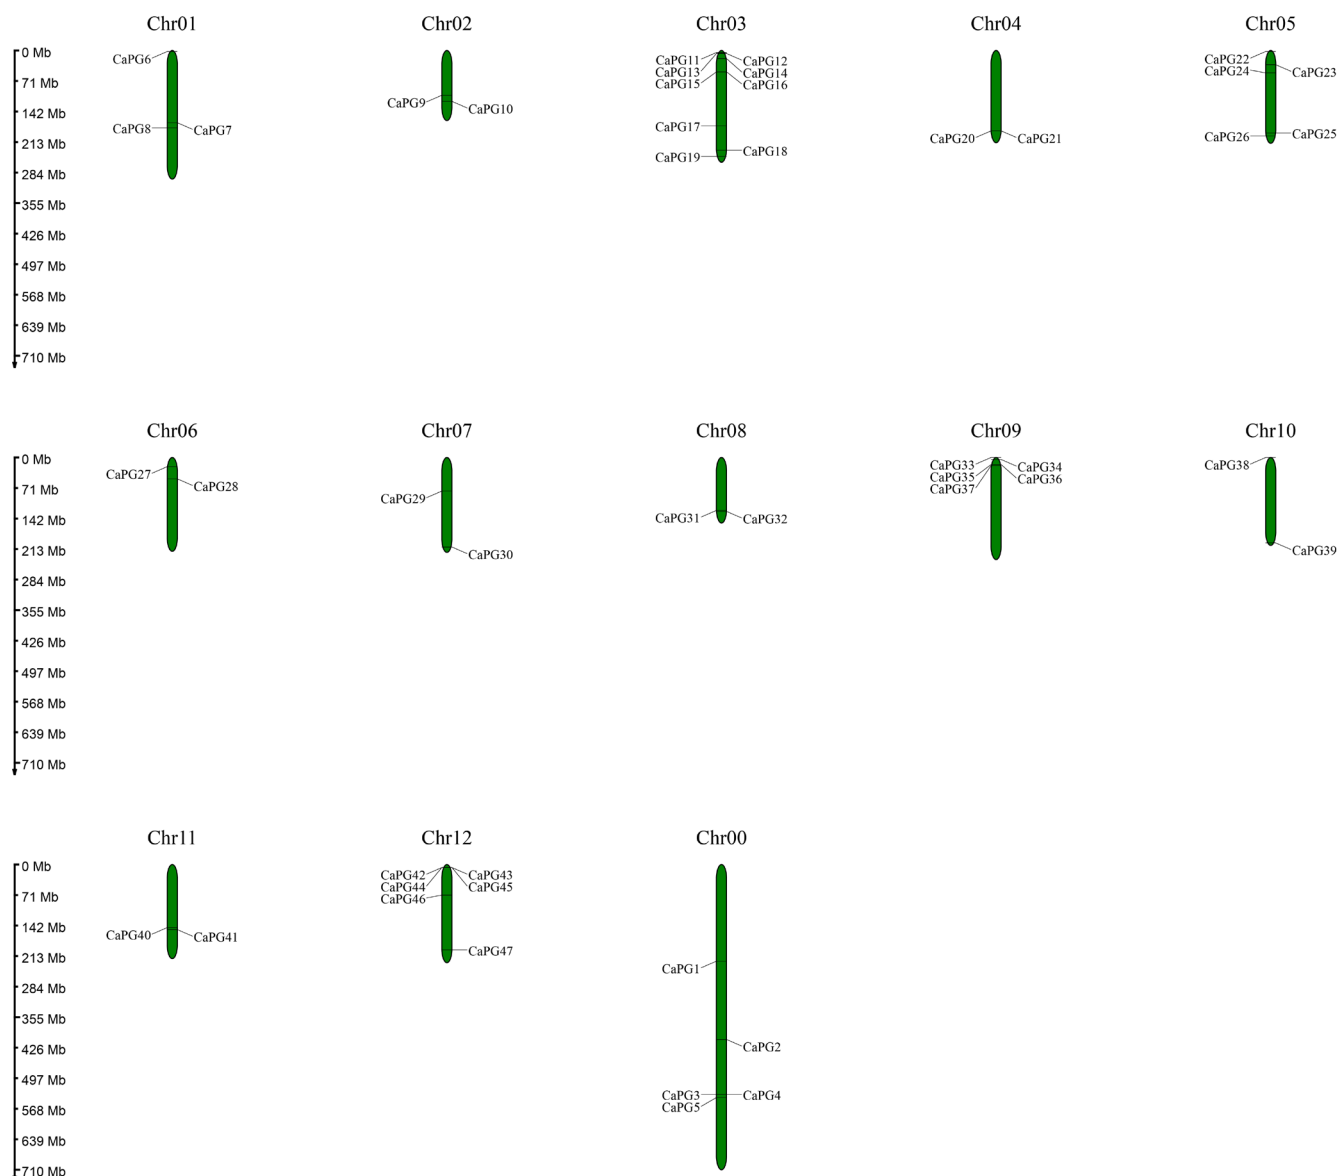 Chr01 Chr02 Chr03 Chr04 Chr05
0 Mb
71 Mb
142 Mb
213 Mb
284 Mb
355 Mb
426 Mb
497 Mb
568 Mb
639 Mb
710 Mb
CaPG6
CaPG8 CaPG7
CaPG9 CaPG10
CaPG11 CaPG12
CaPG13 CaPG14
CaPG15 CaPG16
CaPG17
CaPG18
CaPG19
CaPG20 CaPG21
CaPG22
CaPG24 CaPG23
CaPG26 CaPG25
Chr06 Chr07 Chr08 Chr09 Chr10
0 Mb
71 Mb
142 Mb
213 Mb
284 Mb
355 Mb
426 Mb
497 Mb
568 Mb
639 Mb
710 Mb
CaPG27
CaPG28
CaPG29
CaPG30
CaPG31 CaPG32
CaPG33 CaPG34
CaPG35 CaPG36
CaPG37
CaPG38
CaPG39
Chr11 Chr12 Chr00
0 Mb
71 Mb
142 Mb
213 Mb
284 Mb
355 Mb
426 Mb
497 Mb
568 Mb
639 Mb
710 Mb
CaPG40 CaPG41
CaPG42 CaPG43
CaPG44 CaPG45
CaPG46
CaPG47
CaPG1
CaPG2
CaPG3 CaPG4
CaPG5